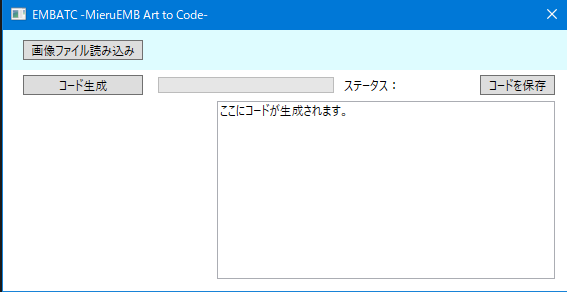 EMBATC -MieruEMB Art to Code-
画像ファイル読み込み
コード生成
ステータス：
コードを保存
ここにコードが生成されます。